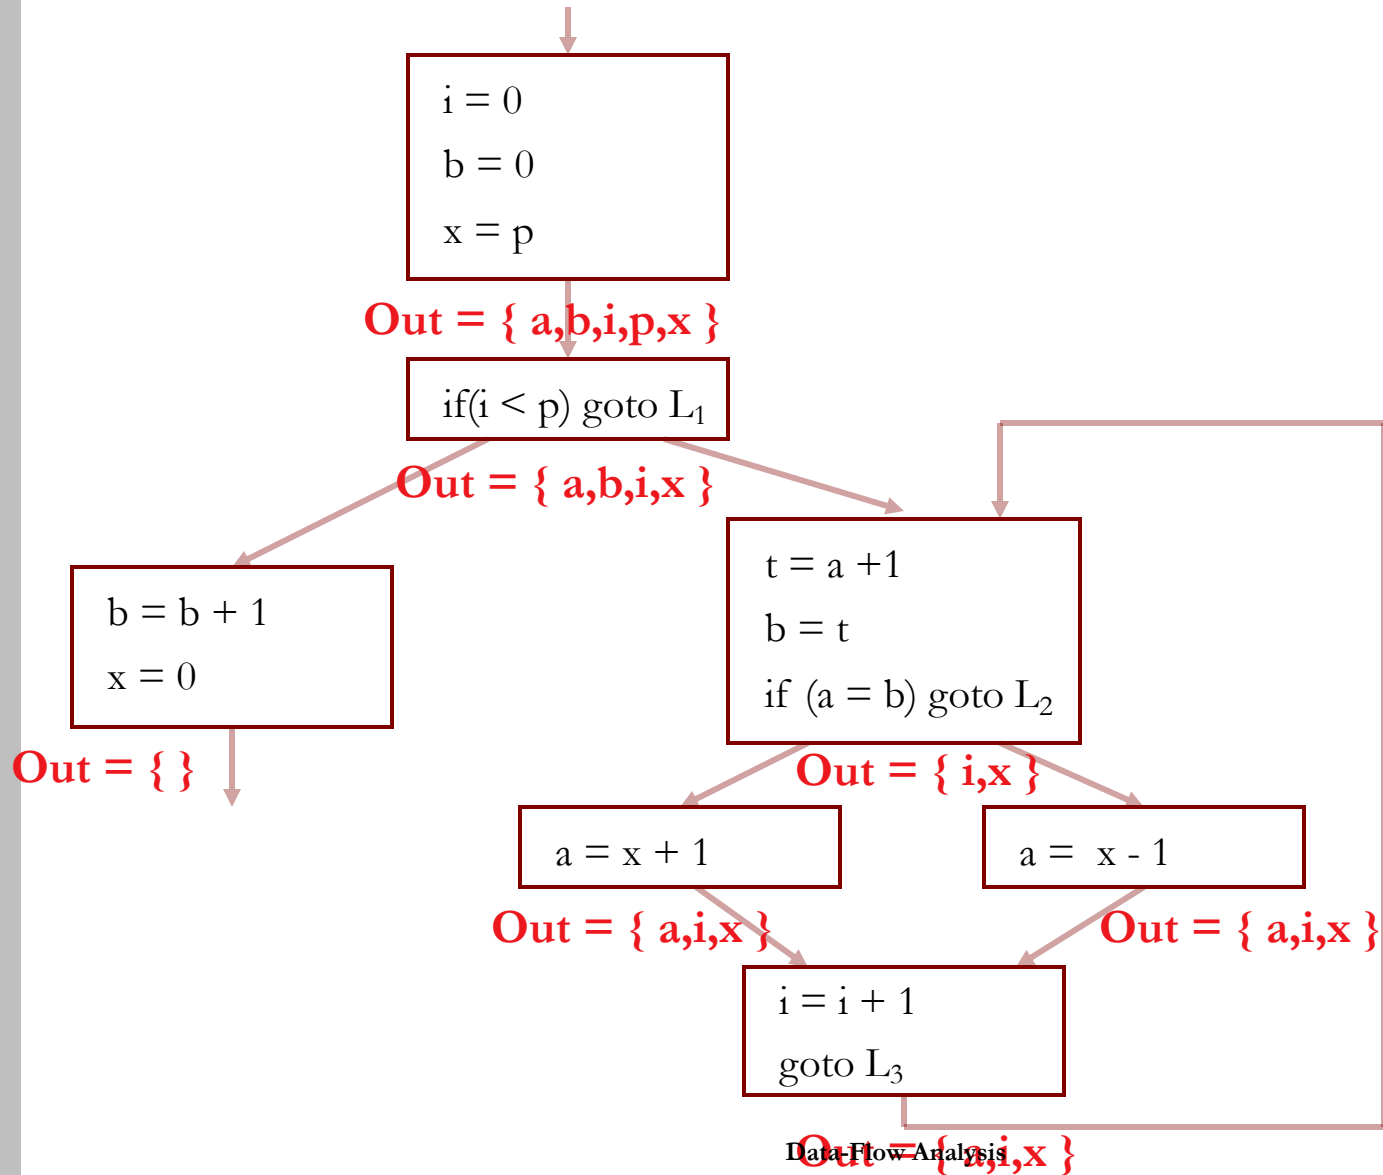 i = 0
b = 0
x = p
Out = { a,b,i,p,x }
if(i < p) goto L₁
Out = { a,b,i,x }
b = b + 1
x = 0
Out = { }
t = a +1
b = t
if (a = b) goto L₂
Out = { i,x }
a = x + 1
Out = { a,i,x }
a = x - 1
Out = { a,i,x }
i = i + 1
goto L₃
Out = { a,i,x }
Data-Flow Analysis